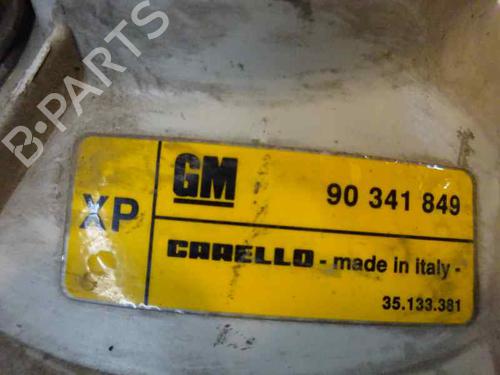 B-PARTS
XP
GM
90 341 849
CARELLO - made in italy -
35.133.381